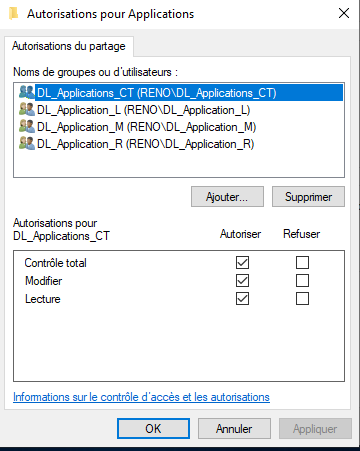 Autorisations pour Applications
Autorisations du partage
Noms de groupes ou d'utilisateurs :
DL_Applications_CT (RENO\DL_Applications_CT)
DL_Application_L (RENO\DL_Application_L)
DL_Application_M (RENO\DL_Application_M)
DL_Application_R (RENO\DL_Application_R)
Ajouter...
Supprimer
Autorisations pour
DL_Applications_CT
Autoriser
Refuser
Contrôle total
Modifier
Lecture
Informations sur le contrôle d'accès et les autorisations
OK
Annuler
Appliquer